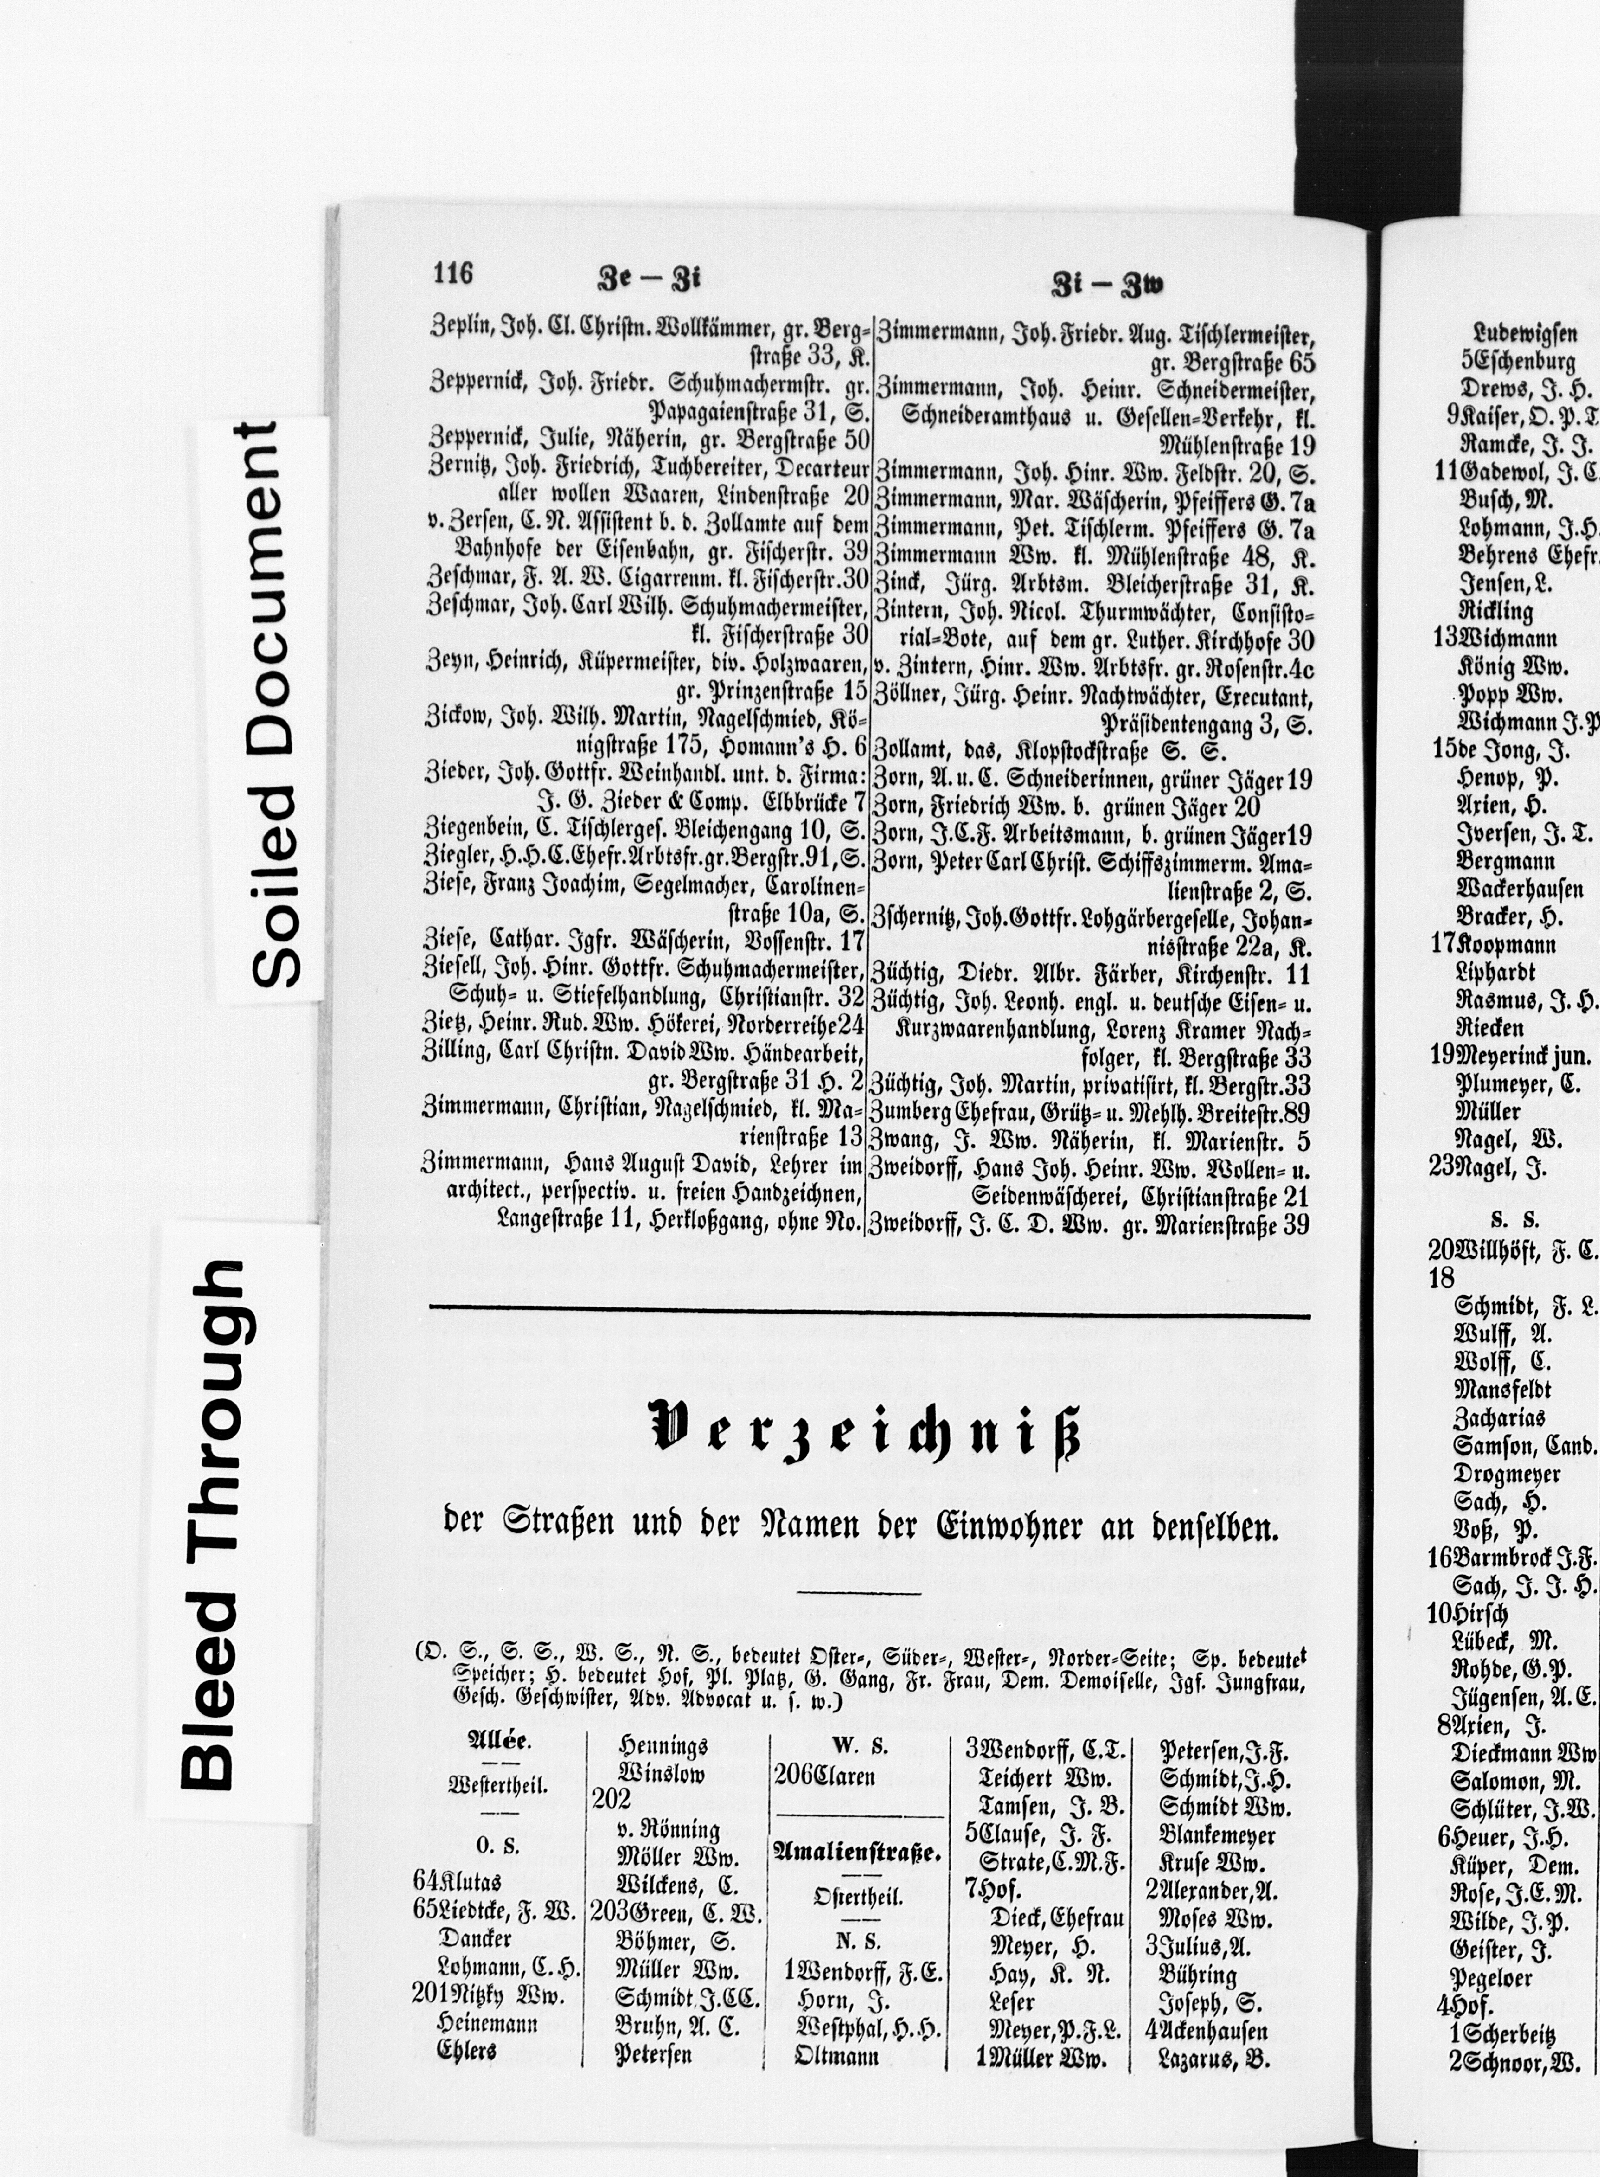 Soiled Document
Bleed Through
116
Ze — Zi
Zi — Zw
Zeplin, Joh. Cl. Christn. Wollkämmer, gr. Berg=
straße 33, K.
Zeppernick, Joh. Friedr. Schuhmachermstr. gr.
Papagaienstraße 31, S.
Zeppernick, Julie, Näherin, gr. Bergstraße 50
Zernitz, Joh. Friedrich, Tuchbereiter, Decarteur
aller wollen Waaren, Lindenstraße 20
v. Zersen, C. N. Assistent b. d. Zollamte auf dem
Bahnhofe der Eisenbahn, gr. Fischerstr. 39
Zeschmar, F. A. W. Cigarrenm. kl. Fischerstr. 30
Zeschmar, Joh. Carl Wilh. Schuhmachermeister,
kl. Fischerstraße 30
Zeyn, Heinrich, Küpermeister, div. Holzwaaren,
gr. Prinzenstraße 15
Zickow, Joh. Wilh. Martin, Nagelschmied, Kö=
nigstraße 175, Homann's H. 6
Zieder, Joh. Gottfr. Weinhandl. unt. d. Firma:
J. G. Zieder & Comp. Elbbrücke 7
Ziegenbein, C. Tischlerges. Bleichengang 10, S.
Ziegler, H. H. C. Ehefr. Arbtsfr. gr. Bergstr. 91, S.
Ziese, Franz Joachim, Segelmacher, Carolinen=
straße 10a, S.
Ziese, Cathar. Jgfr. Wäscherin, Vossenstr. 17
Ziesell, Joh. Hinr. Gottfr. Schuhmachermeister,
Schuh= u. Stiefelhandlung, Christianstr. 32
Zietz, Heinr. Rud. Ww. Hökerei, Norderreihe 24
Zilling, Carl Christn. David Ww. Händearbeit,
gr. Bergstraße 31 H. 2
Zimmermann, Christian, Nagelschmied, kl. Ma=
rienstraße 13
Zimmermann, Hans August David, Lehrer im
architect., perspectiv. u. freien Handzeichnen,
Langestraße 11, Herkloßgang, ohne No.
Zimmermann, Joh. Friedr. Aug. Tischlermeister,
gr. Bergstraße 65
Zimmermann, Joh. Heinr. Schneidermeister,
Schneideramthaus u. Gesellen=Verkehr, kl.
Mühlenstraße 19
Zimmermann, Joh. Hinr. Ww. Feldstr. 20, S.
Zimmermann, Mar. Wäscherin, Pfeiffers G. 7a
Zimmermann, Pet. Tischlerm. Pfeiffers G. 7a
Zimmermann Ww. kl. Mühlenstraße 48, K.
Zinck, Jürg. Arbtsm. Bleicherstraße 31, K.
Zintern, Joh. Nicol. Thurmwächter, Consisto=
rial=Bote, auf dem gr. Luther. Kirchhofe 30
v. Zintern, Hinr. Ww. Arbtsfr. gr. Rosenstr. 4c
Zöllner, Jürg. Heinr. Nachtwächter, Executant,
Präsidentengang 3, S.
Zollamt, das, Klopstockstraße S. S.
Zorn, A. u. C. Schneiderinnen, grüner Jäger 19
Zorn, Friedrich Ww. b. grünen Jäger 20
Zorn, J. C. F. Arbeitsmann, b. grünen Jäger 19
Zorn, Peter Carl Christ. Schiffszimmerm. Ama=
lienstraße 2, S.
Zschernitz, Joh. Gottfr. Lohgärbergeselle, Johan=
nisstraße 22a, K.
Züchtig, Diedr. Albr. Färber, Kirchenstr. 11
Züchtig, Joh. Leonh. engl. u. deutsche Eisen= u.
Kurzwaarenhandlung, Lorenz Kramer Nach=
folger, kl. Bergstraße 33
Züchtig, Joh. Martin, privatisirt, kl. Bergstr. 33
Zumberg Ehefrau, Grütz= u. Mehlh. Breitestr. 89
Zwang, J. Ww. Näherin, kl. Marienstr. 5
Zweidorff, Hans Joh. Heinr. Ww. Wollen= u.
Seidenwäscherei, Christianstraße 21
Zweidorff, J. C. D. Ww. gr. Marienstraße 39
Verzeichniß
der Straßen und der Namen der Einwohner an denselben.
(O. S., S. S., W. S., N. S., bedeutet Oster=, Süder=, Wester=, Norder=Seite; Sp. bedeutet
Speicher; H. bedeutet Hof, Pl. Platz, G. Gang, Fr. Frau, Dem. Demoiselle, Jgf. Jungfrau,
Gesch. Geschwister, Adv. Advocat u. s. w.)
Allée.
Westertheil.
O. S.
64 Klutas
65 Liedtcke, F. W.
Dancker
Lohmann, C. H.
201 Nitzky Ww.
Heinemann
Ehlers
Hennings
Winslow
202
v. Rönning
Möller Ww.
Wilckens, C.
203 Green, C. W.
Böhmer, S.
Müller Ww.
Schmidt, J. C C.
Bruhn, A. C.
Petersen
W. S.
206 Claren
Amalienstraße.
Ostertheil.
N. S.
1 Wendorff, F. E.
Horn, J.
Westphal, H. H.
Oltmann
3 Wendorff, C. T.
Teichert Ww.
Tamsen, J. B.
5 Clause, J. F.
Strate, C. M. F.
7 Hof.
Dieck, Ehefrau
Meyer, H.
Hay, K. N.
Leser
Meyer, P. F. L.
1 Müller Ww.
Petersen, J. F.
Schmidt, J. H.
Schmidt Ww.
Blankemeyer
Kruse Ww.
2 Alexander, A.
Moses Ww.
3 Julius, A.
Bühring
Joseph, S.
4 Ackenhausen
Lazarus, B.
Ludewigsen
5 Eschenburg
Drews, J. H.
9 Kaiser, O. P. T.
Ramcke, J. J.
11 Gadewol, J. C.
Busch, M.
Lohmann, J. H.
Behrens Ehefr.
Jensen, L.
Rickling
13 Wichmann
König Ww.
Popp Ww.
Wichmann J. P
15 de Jong, J.
Henop, P.
Arien, H.
Iversen, J. T.
Bergmann
Wackerhausen
Bracker, H.
17 Koopmann
Liphardt
Rasmus, J. H.
Riecken
19 Meyerinck jun.
Plumeyer, C.
Müller
Nagel, W.
23 Nagel, J.
S. S.
20 Willhöft, F. C.
18
Schmidt, F. L.
Wulff, A.
Wolff, C.
Mansfeldt
Zacharias
Samson, Cand.
Drogmeyer
Sach, H.
Voß, P.
16 Barmbrock J. F.
Sach, J. J. H.
10 Hirsch
Lübeck, M.
Rohde, G. P.
Jügensen, A. E.
8 Arien, J.
Dieckmann Ww
Salomon, M.
Schlüter, J. W.
6 Heuer, J. H.
Küper, Dem.
Rose, J. E. M.
Wilde, J. P.
Geister, J.
Pegeloer
4 Hof.
1 Scherbeitz
2 Schnoor, W.